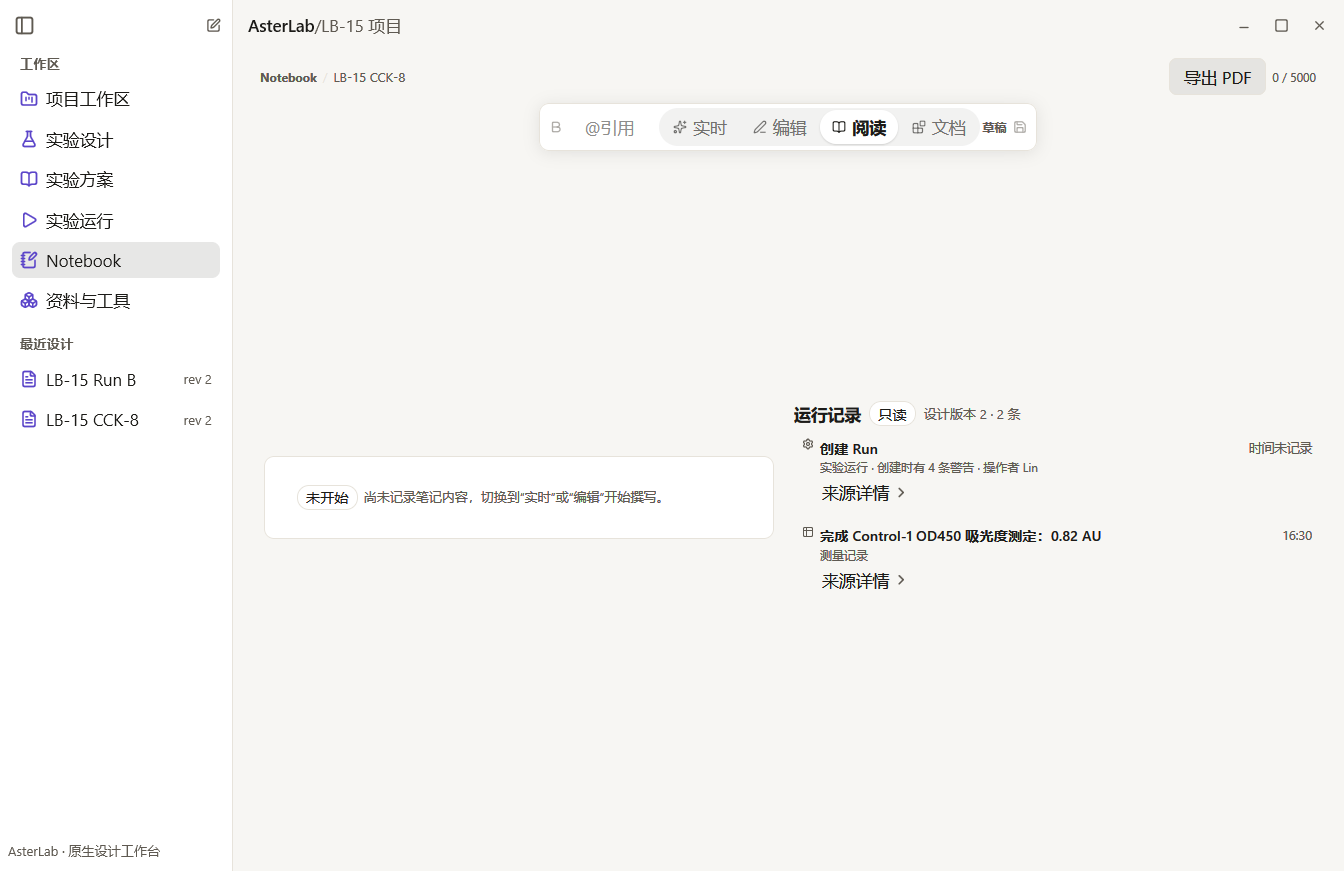 AsterLab/LB-15 项目
工作区
项目工作区
实验设计
实验方案
实验运行
Notebook
资料与工具
最近设计
LB-15 Run B rev 2
LB-15 CCK-8 rev 2
AsterLab · 原生设计工作台
Notebook / LB-15 CCK-8
导出 PDF 0 / 5000
B @引用 实时 编辑 阅读 文档 草稿
未开始 尚未记录笔记内容，切换到“实时”或“编辑”开始撰写。
运行记录 只读 设计版本 2 · 2 条
创建 Run 时间未记录
实验运行 · 创建时有 4 条警告 · 操作者 Lin
来源详情
完成 Control-1 OD450 吸光度测定：0.82 AU 16:30
测量记录
来源详情